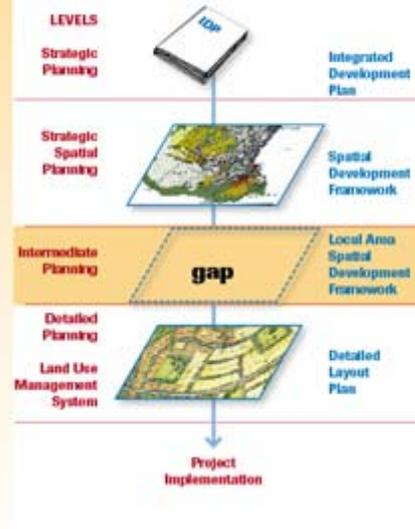 LEVELS
Strategic
Planning
IDP
Integrated
Development
Plan
Strategic
Spatial
Planning
Spatial
Development
Framework
Intermediate
Planning
gap
Local Area
Spatial
Development
Framework
Detailed
Planning
Land Use
Management
System
Detailed
Layout
Plan
Project
Implementation